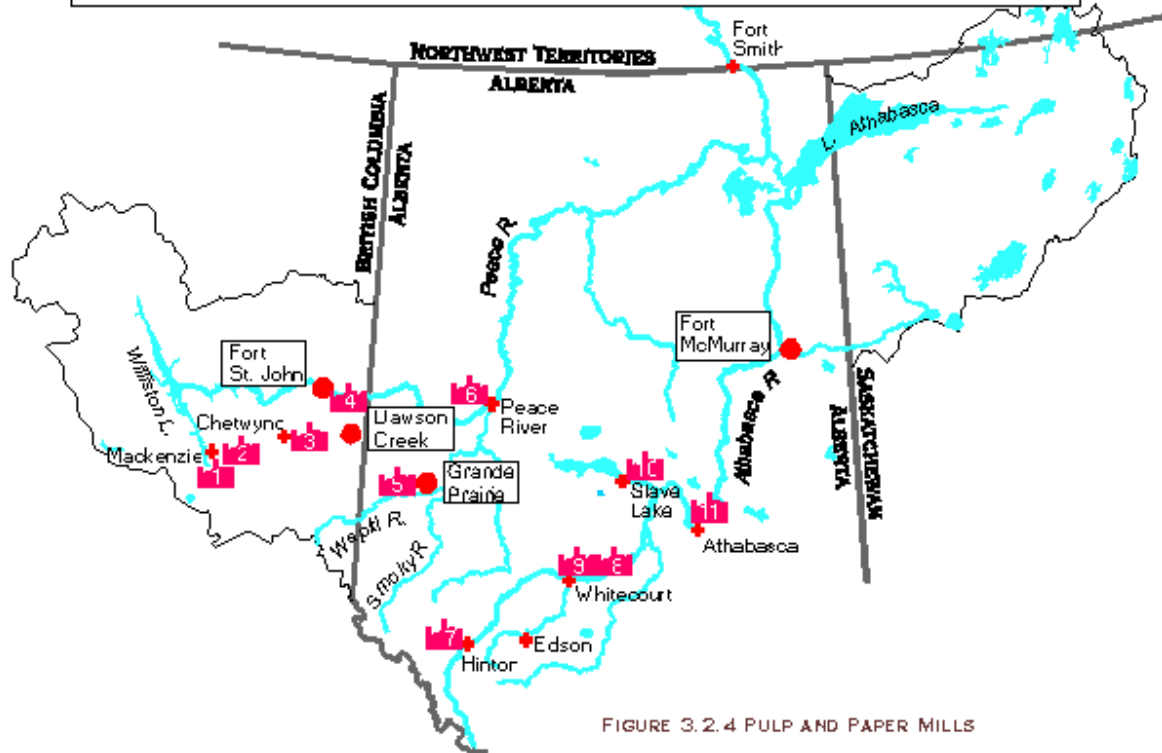 Fort
Smith
NORTHWEST TERRITORIES
ALBERTA
L. Athabasca
BRITISH COLUMBIA
ALBERTA
Peace R
Fort
McMurray
Fort
St. John
Williston L.
4
6
Peace
River
Chetwync
3
Dawson
Creek
Mackenzie
2
1
5
Grande
Prairie
Athabasca R
ALBERTA
SASKATCHEWAN
10
Slave
Lake
11
Athabasca
Wapiti R.
Smoky R
9
8
Whitecourt
7
Hinton
Edson
FIGURE 3.2.4 PULP AND PAPER MILLS